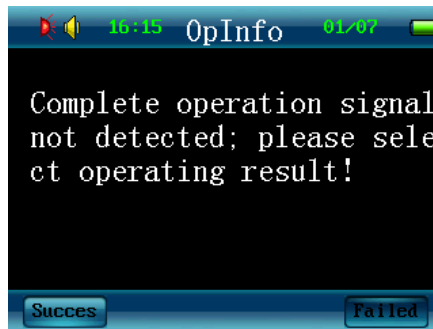 16:15 OpInfo 01/07
Complete operation signal
not detected; please sele
ct operating result!
Succes Failed